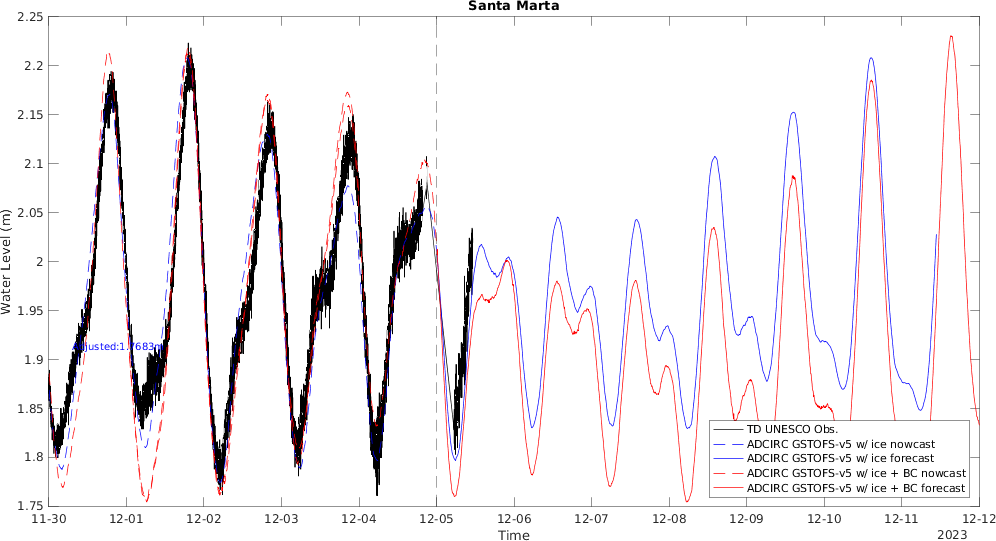 Santa Marta
2.25
2.2
2.15
2.1
2.05
2
1.95
1.9
1.85
1.8
1.75
Water Level (m)
TD UNESCO Obs.
ADCIRC GSTOFS-v5 w/ ice nowcast
ADCIRC GSTOFS-v5 w/ ice forecast
ADCIRC GSTOFS-v5 w/ ice + BC nowcast
ADCIRC GSTOFS-v5 w/ ice + BC forecast
11-30 12-01 12-02 12-03 12-04 12-05 12-06 12-07 12-08 12-09 12-10 12-11 12-12
Time
2023